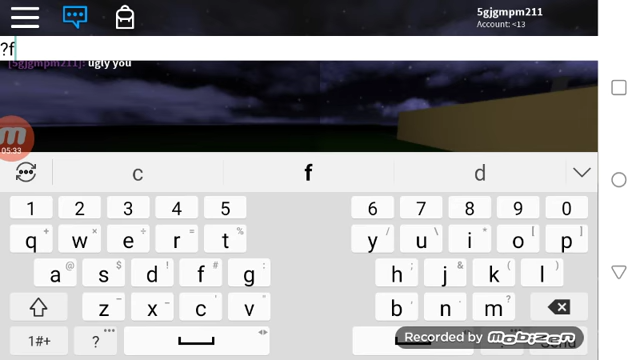 5gjgmpm211
Account: <13
?f
[5gjgmpm211]: ugly you
05:33
c f d
1 2 3 4 5 6 7 8 9 0
q + w × e ÷ r = t % y / u \ i * o [ p ]
a @ s $ d ! f # g : h ; j & k ( l )
z x c v b n m ?
1#+ ?
Recorded by mobizen